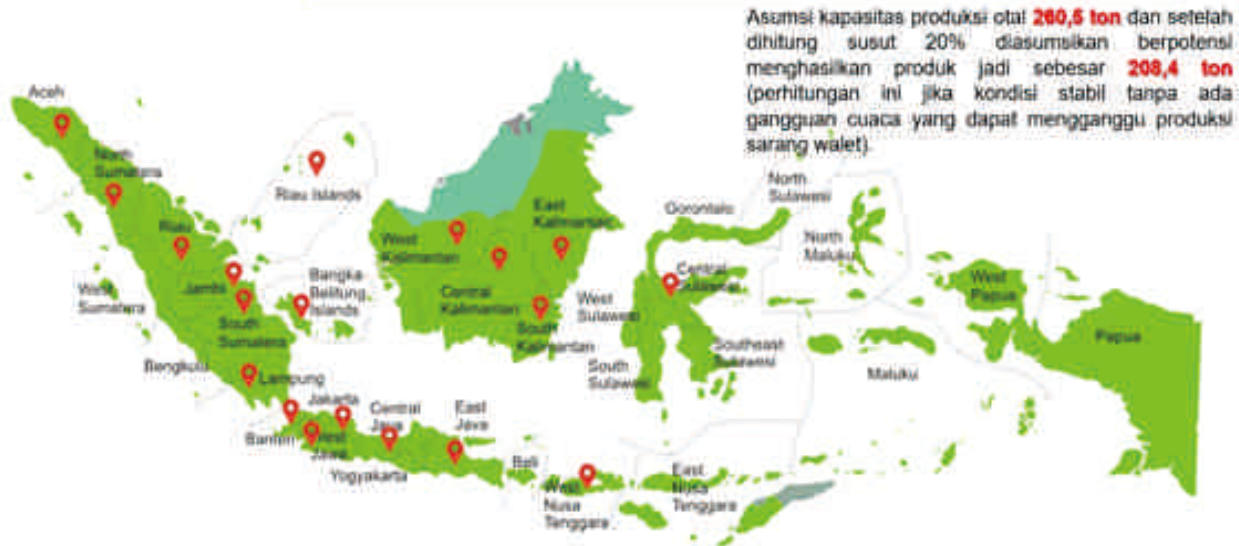 Asumsi kapasitas produksi otal 260,5 ton dan setelah
dihitung susut 20% diasumsikan berpotensi
menghasilkan produk jadi sebesar 208,4 ton
(perhitungan ini jika kondisi stabil tanpa ada
gangguan cuaca yang dapat mengganggu produksi
sarang walet).
Aceh
North
Sumatera
Riau Islands
Riau
West
Sumatera
Jambi
Bangka
Belitung
Islands
South
Sumatera
Bengkulu
Lampung
Jakarta
Banten
West
Jawa
Central
Java
East
Java
Yogyakarta
Bali
West
Nusa
Tenggara
East
Nusa
Tenggara
West
Kalimantan
Central
Kalimantan
East
Kalimantan
South
Kalimantan
Gorontalo
North
Sulawesi
Central
Sulawesi
West
Sulawesi
South
Sulawesi
Southeast
Sulawesi
North
Maluku
Maluku
West
Papua
Papua